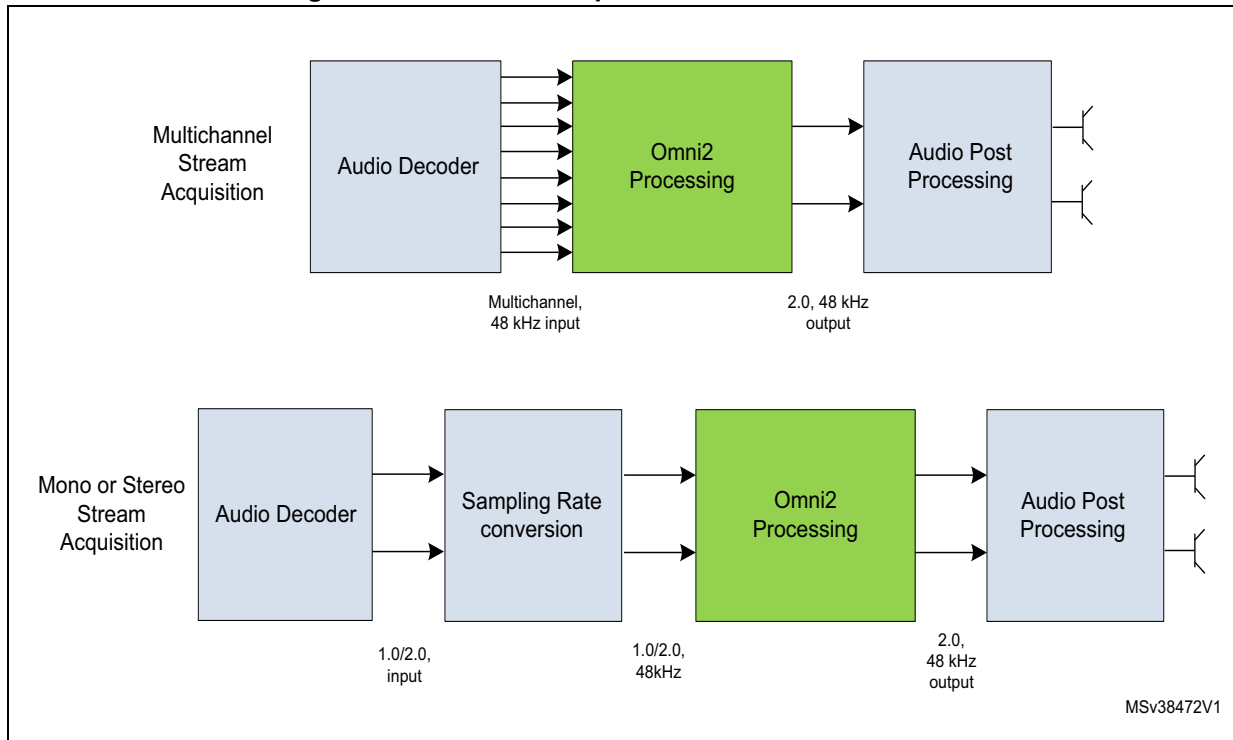 Multichannel
Stream
Acquisition
Audio Decoder
Omni2
Processing
Audio Post
Processing
Multichannel,
48 kHz input
2.0, 48 kHz
output
Mono or Stereo
Stream
Acquisition
Audio Decoder
Sampling Rate
conversion
Omni2
Processing
Audio Post
Processing
1.0/2.0,
input
1.0/2.0,
48kHz
2.0,
48 kHz
output
MSv38472V1